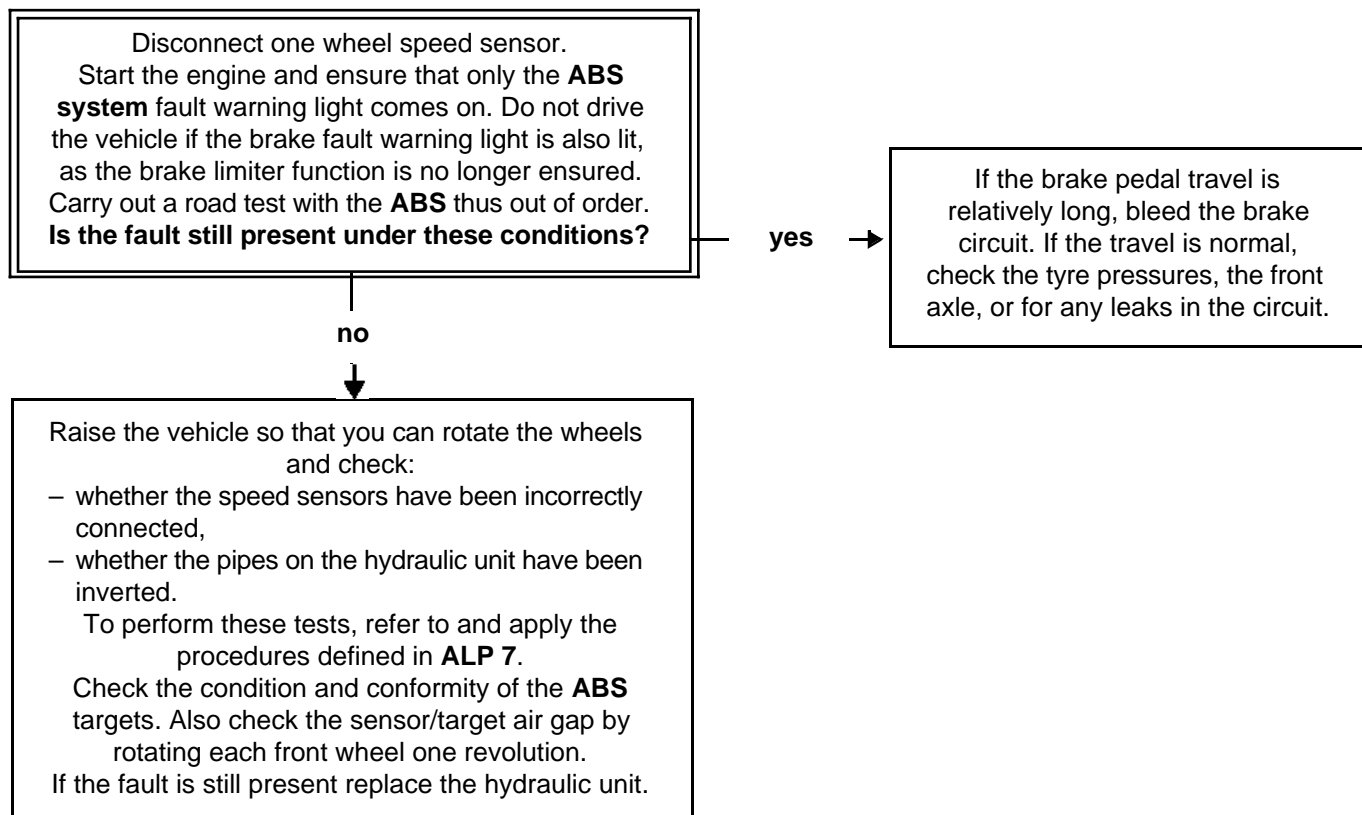 Disconnect one wheel speed sensor.
Start the engine and ensure that only the ABS
system fault warning light comes on. Do not drive
the vehicle if the brake fault warning light is also lit,
as the brake limiter function is no longer ensured.
Carry out a road test with the ABS thus out of order.
Is the fault still present under these conditions?
yes
If the brake pedal travel is
relatively long, bleed the brake
circuit. If the travel is normal,
check the tyre pressures, the front
axle, or for any leaks in the circuit.
no
Raise the vehicle so that you can rotate the wheels
and check:
– whether the speed sensors have been incorrectly
connected,
– whether the pipes on the hydraulic unit have been
inverted.
To perform these tests, refer to and apply the
procedures defined in ALP 7.
Check the condition and conformity of the ABS
targets. Also check the sensor/target air gap by
rotating each front wheel one revolution.
If the fault is still present replace the hydraulic unit.